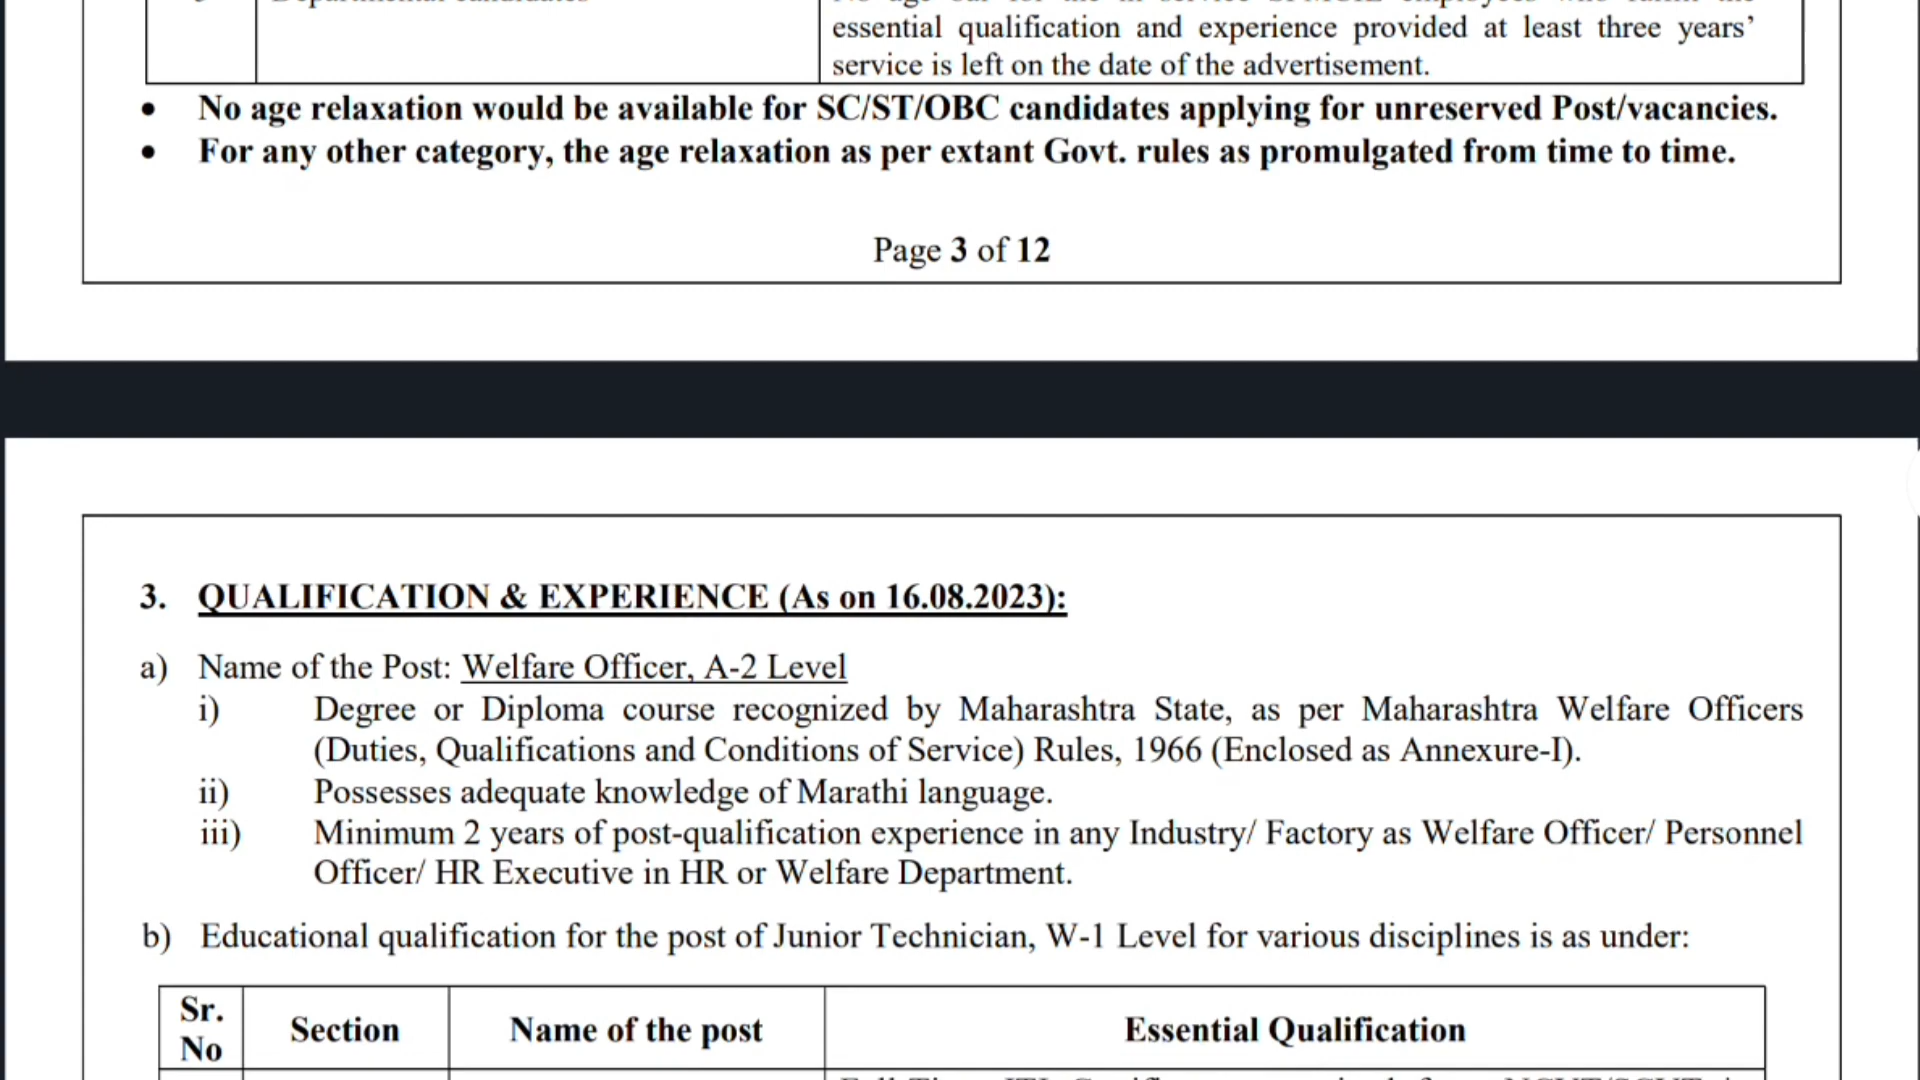 essential qualification and experience provided at least three years’
service is left on the date of the advertisement.
• No age relaxation would be available for SC/ST/OBC candidates applying for unreserved Post/vacancies.
• For any other category, the age relaxation as per extant Govt. rules as promulgated from time to time.
Page 3 of 12
3. QUALIFICATION & EXPERIENCE (As on 16.08.2023):
a) Name of the Post: Welfare Officer, A-2 Level
i) Degree or Diploma course recognized by Maharashtra State, as per Maharashtra Welfare Officers
(Duties, Qualifications and Conditions of Service) Rules, 1966 (Enclosed as Annexure-I).
ii) Possesses adequate knowledge of Marathi language.
iii) Minimum 2 years of post-qualification experience in any Industry/ Factory as Welfare Officer/ Personnel
Officer/ HR Executive in HR or Welfare Department.
b) Educational qualification for the post of Junior Technician, W-1 Level for various disciplines is as under:
Sr.
No
Section
Name of the post
Essential Qualification